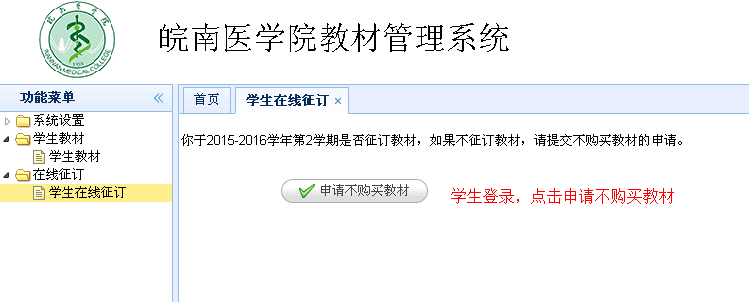 皖南医学院
WANNAN MEDICAL COLLEGE
皖南医学院教材管理系统
功能菜单
系统设置
学生教材
学生教材
在线征订
学生在线征订
首页
学生在线征订
你于2015-2016学年第2学期是否征订教材，如果不征订教材，请提交不购买教材的申请。
申请不购买教材
学生登录，点击申请不购买教材